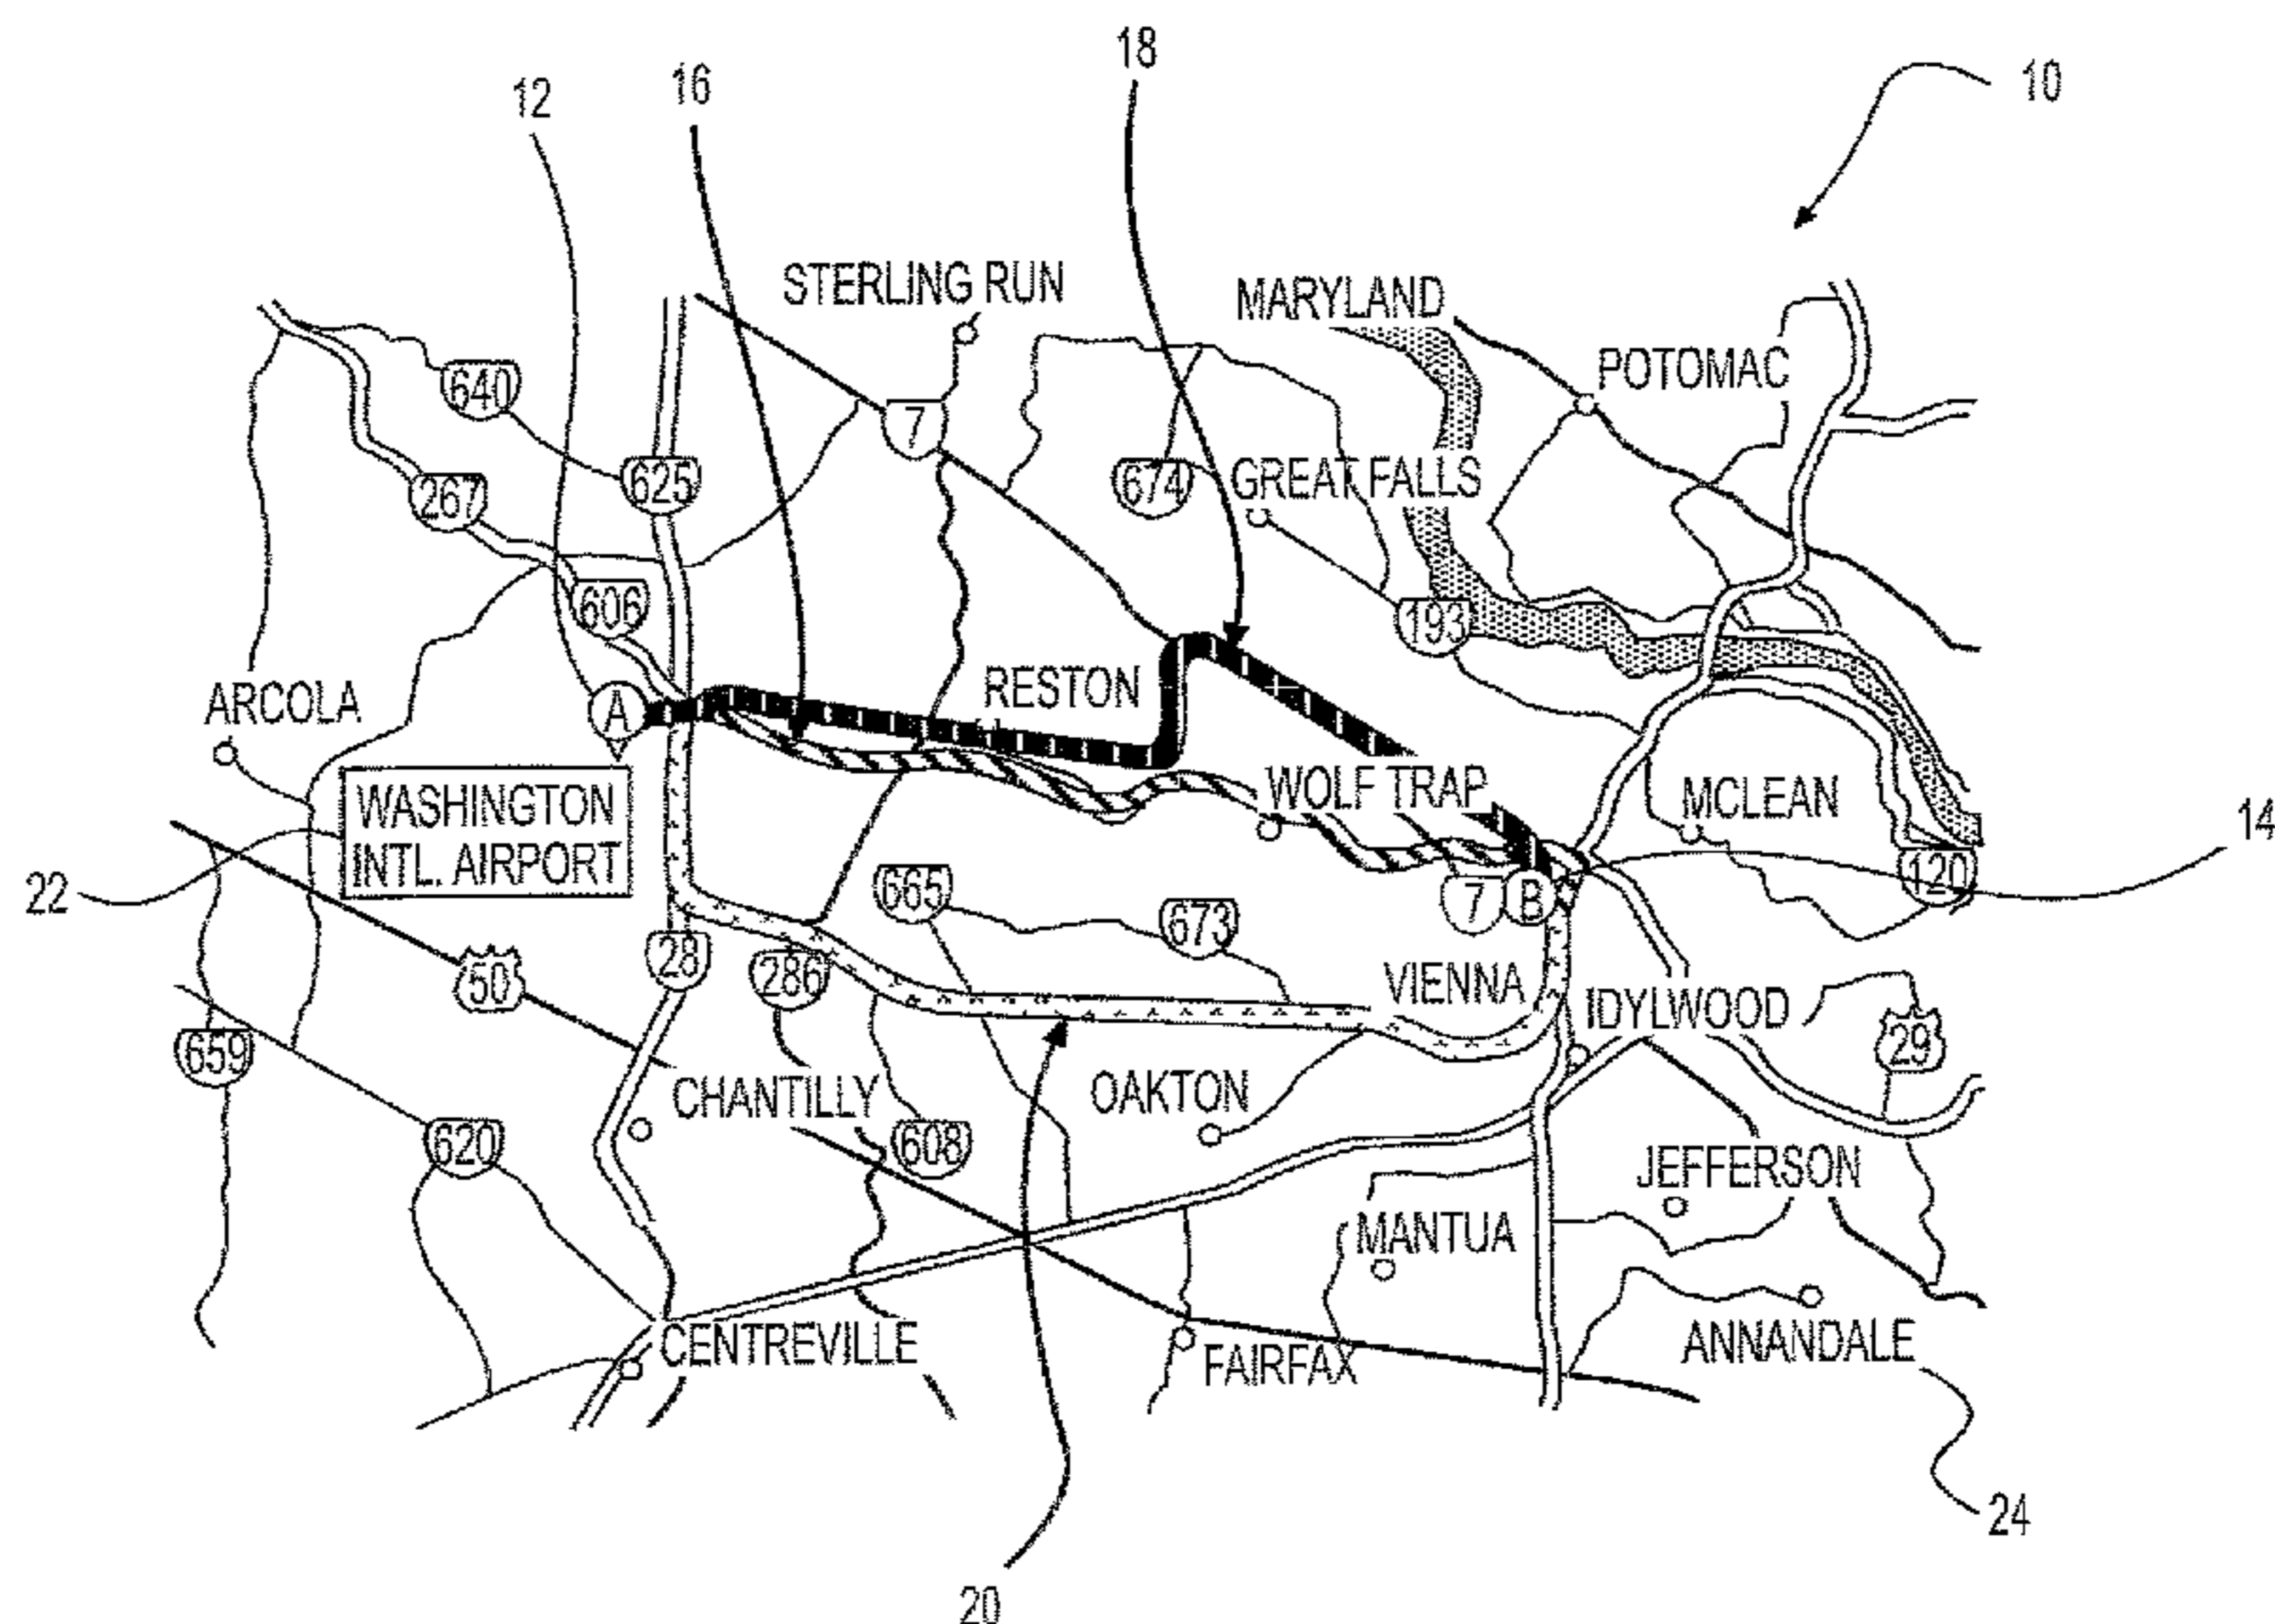 18
10
12
16
STERLING RUN
MARYLAND
POTOMAC
640
7
267
625
674
GREAT FALLS
606
193
ARCOLA
A
RESTON
WASHINGTON
INTL. AIRPORT
WOLF TRAP
MCLEAN
14
22
665
7
B
120
50
28
286
673
VIENNA
IDYLWOOD
659
29
CHANTILLY
OAKTON
620
608
JEFFERSON
MANTUA
CENTREVILLE
FAIRFAX
ANNANDALE
24
20